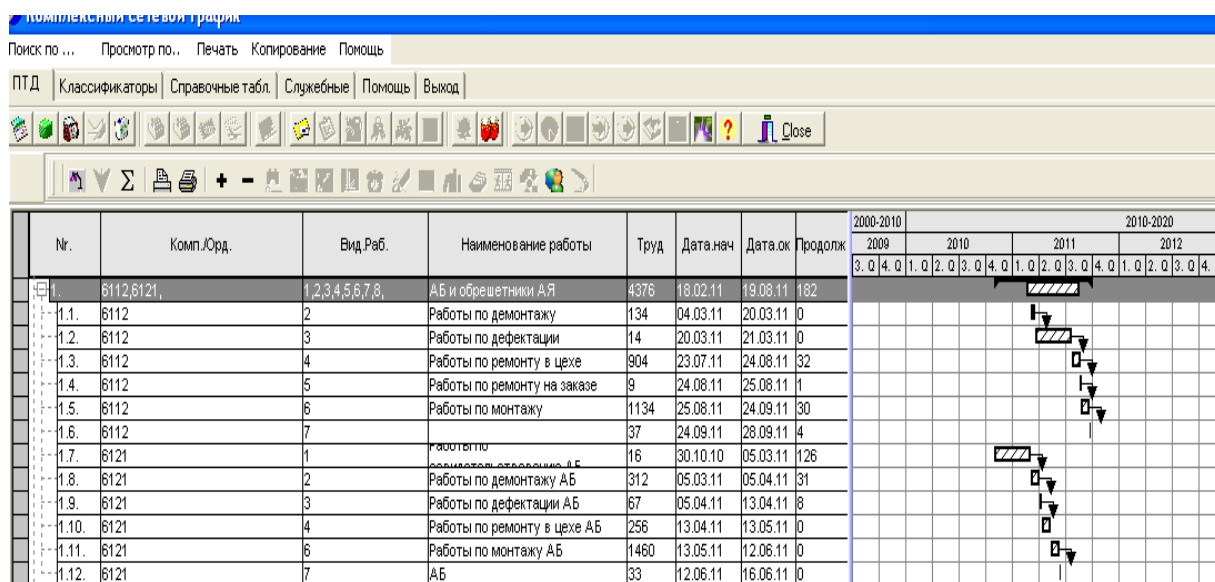 Комплексный сетевой график
Поиск по ... Просмотр по.. Печать Копирование Помощь
ПТД Классификаторы Справочные табл. Служебные Помощь Выход
Close
Nr. Комп./Орд. Вид.Раб. Наименование работы Труд Дата.нач Дата.ок Продолж
2000-2010 2010-2020
2009 2010 2011 2012
3. Q 4. Q 1. Q 2. Q 3. Q 4. Q 1. Q 2. Q 3. Q 4. Q 1. Q 2. Q 3. Q 4.
1. 6112,6121, 1,2,3,4,5,6,7,8, АБ и обрешетники АЯ 4376 18.02.11 19.08.11 182
1.1. 6112 2 Работы по демонтажу 134 04.03.11 20.03.11 0
1.2. 6112 3 Работы по дефектации 14 20.03.11 21.03.11 0
1.3. 6112 4 Работы по ремонту в цехе 904 23.07.11 24.08.11 32
1.4. 6112 5 Работы по ремонту на заказе 9 24.08.11 25.08.11 1
1.5. 6112 6 Работы по монтажу 1134 25.08.11 24.09.11 30
1.6. 6112 7 37 24.09.11 28.09.11 4
1.7. 6121 1 Работы по 16 30.10.10 05.03.11 126
1.8. 6121 2 Работы по демонтажу АБ 312 05.03.11 05.04.11 31
1.9. 6121 3 Работы по дефектации АБ 67 05.04.11 13.04.11 8
1.10. 6121 4 Работы по ремонту в цехе АБ 256 13.04.11 13.05.11 0
1.11. 6121 6 Работы по монтажу АБ 1460 13.05.11 12.06.11 0
1.12. 6121 7 АБ 33 12.06.11 16.06.11 0